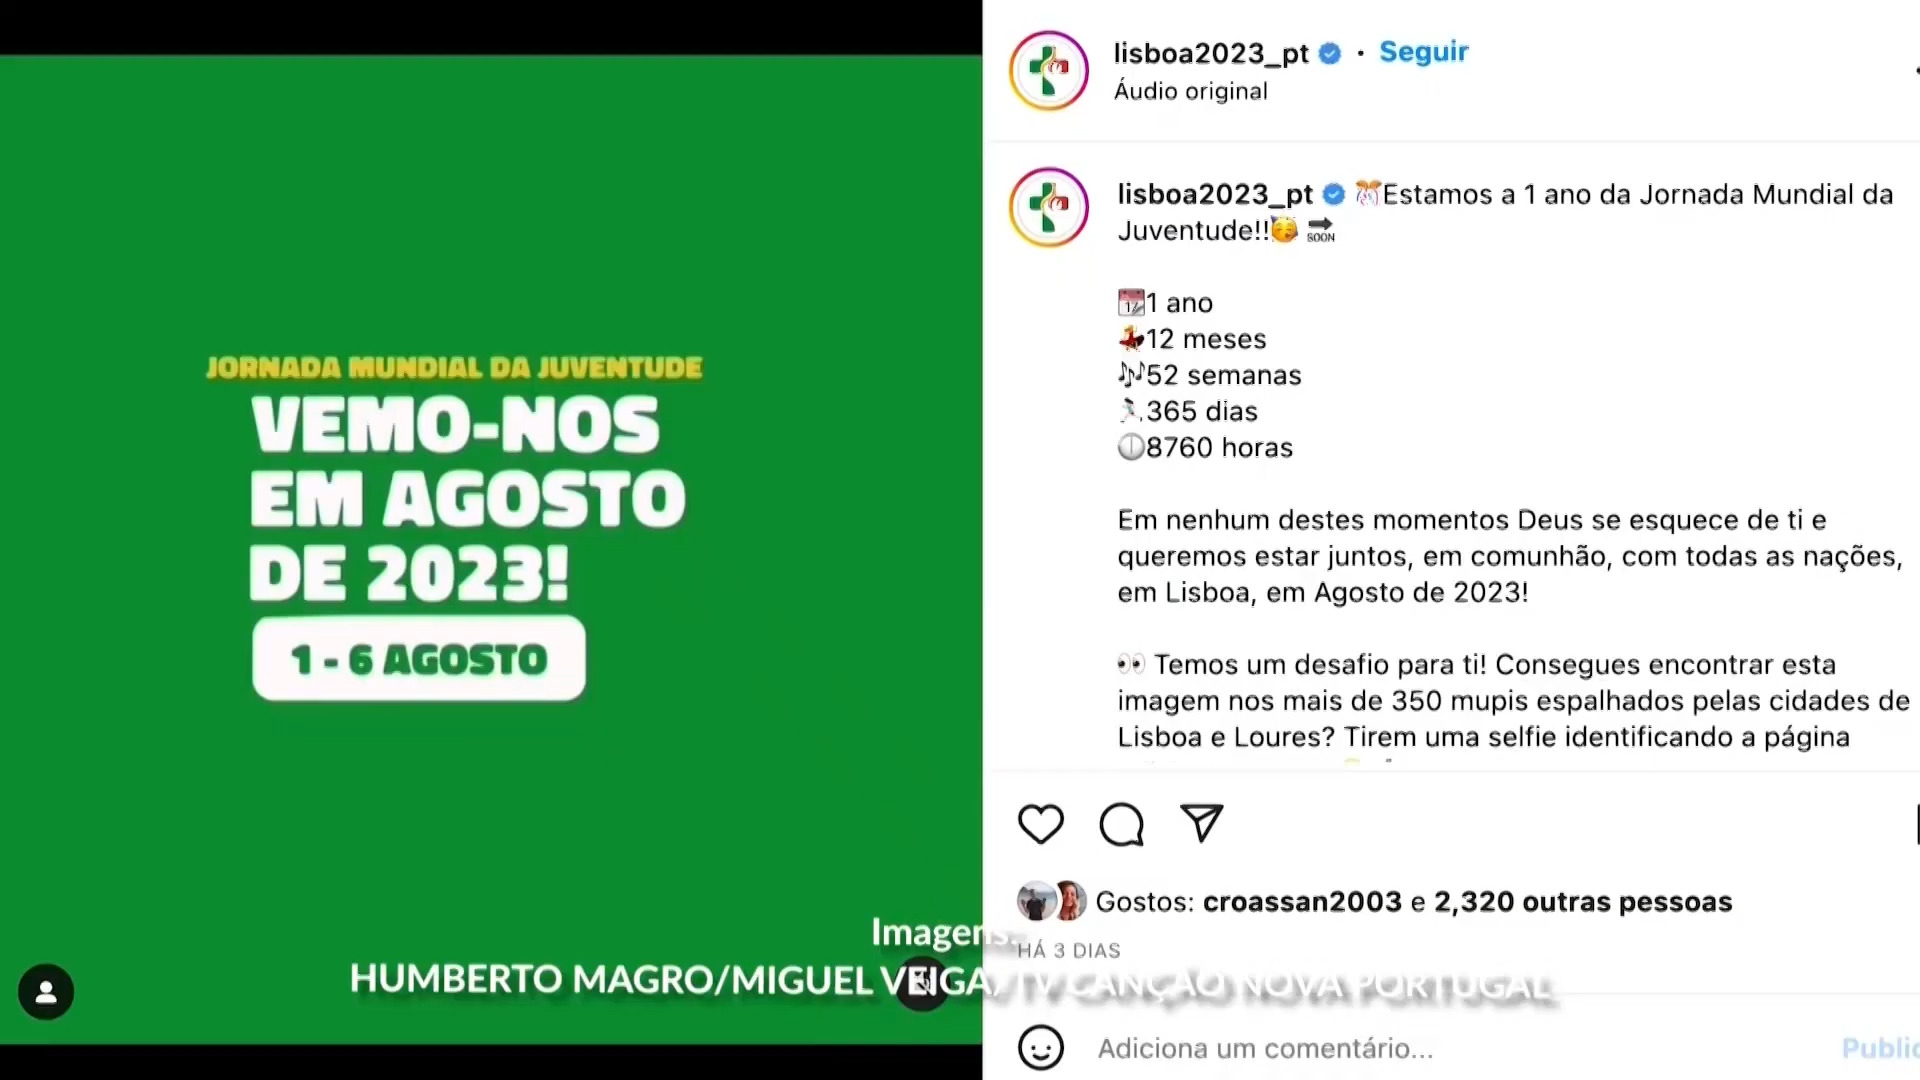 JORNADA MUNDIAL DA JUVENTUDE
VEMO-NOS
EM AGOSTO
DE 2023!
1 - 6 AGOSTO
lisboa2023_pt • Seguir
Áudio original
lisboa2023_pt Estamos a 1 ano da Jornada Mundial da
Juventude!! SOON
1 ano
12 meses
52 semanas
365 dias
8760 horas
Em nenhum destes momentos Deus se esquece de ti e
queremos estar juntos, em comunhão, com todas as nações,
em Lisboa, em Agosto de 2023!
Temos um desafio para ti! Consegues encontrar esta
imagem nos mais de 350 mupis espalhados pelas cidades de
Lisboa e Loures? Tirem uma selfie identificando a página
Gostos: croassan2003 e 2,320 outras pessoas
HÁ 3 DIAS
Imagens:
HUMBERTO MAGRO/MIGUEL VEIGA/TV CANÇÃO NOVA PORTUGAL
Adiciona um comentário...
Public